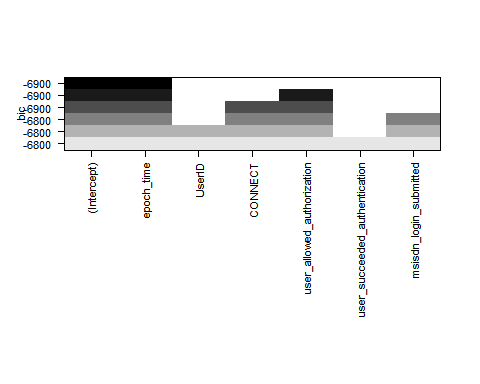 bic
-6900
-6900
-6900
-6800
-6800
-6800
(Intercept)
epoch_time
UserID
CONNECT
user_allowed_authorization
user_succeeded_authentication
msisdn_login_submitted